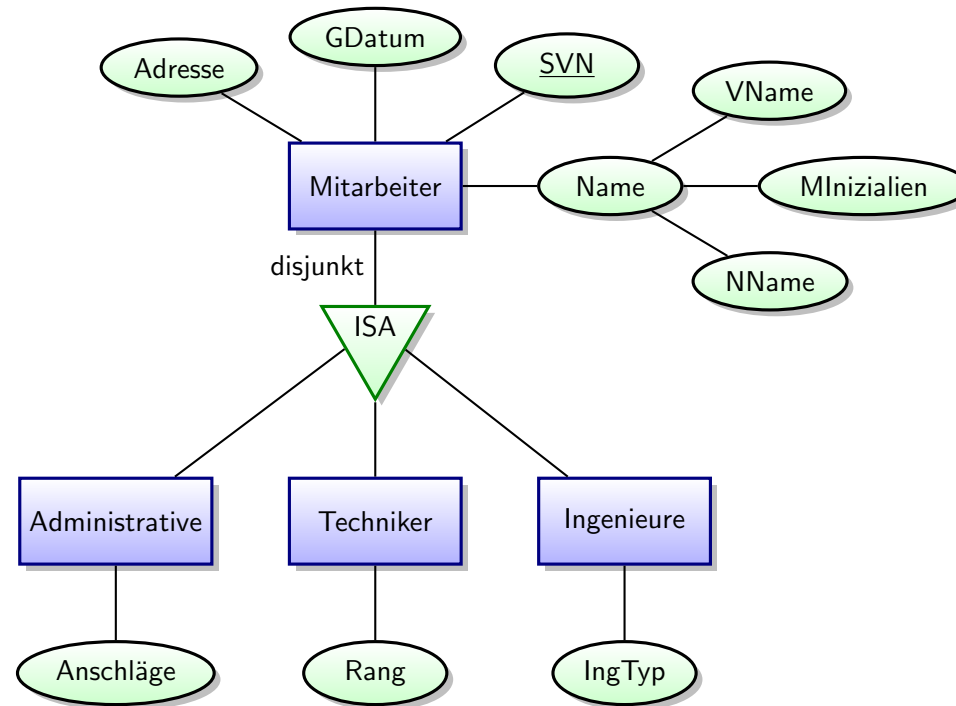 GDatum
Adresse
SVN
VName
Mitarbeiter
Name
MInizialien
disjunkt
NName
ISA
Administrative
Techniker
Ingenieure
Anschläge
Rang
IngTyp